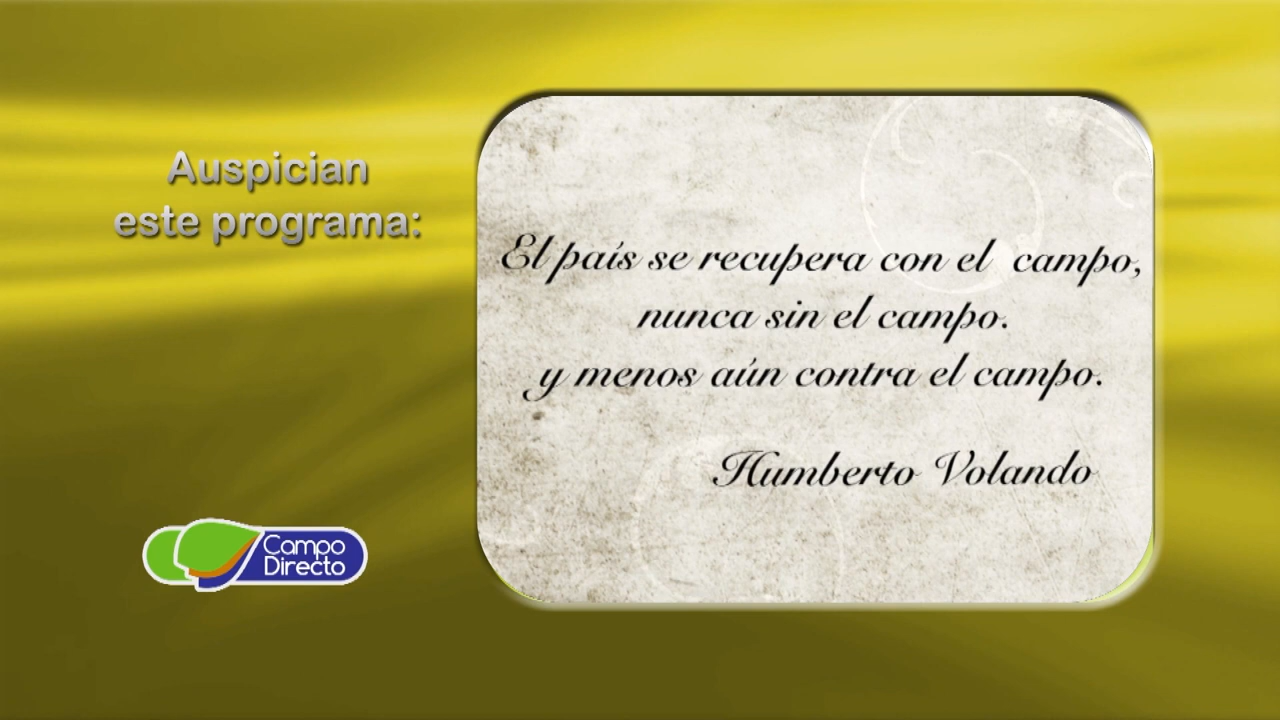 Auspician
este programa:
El país se recupera con el campo,
nunca sin el campo.
y menos aún contra el campo.
Humberto Volando
Campo
Directo